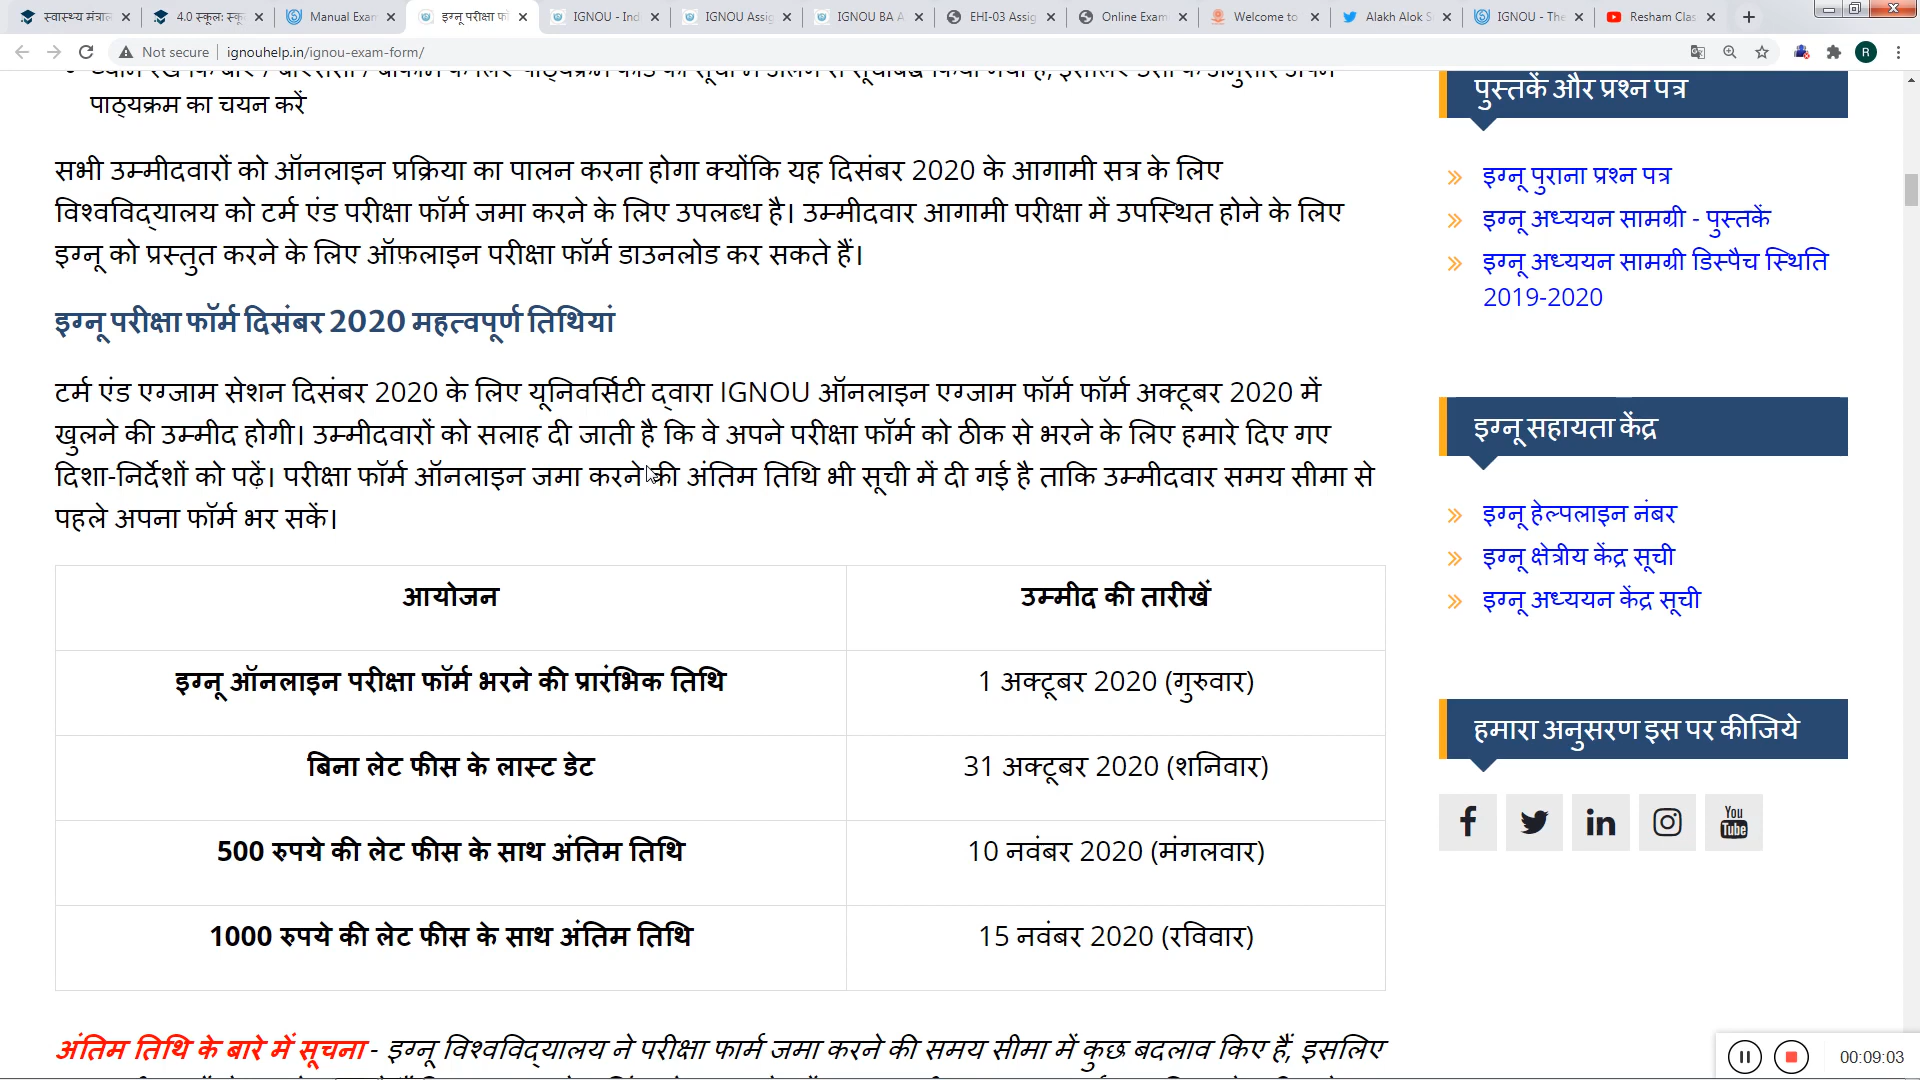 स्वास्थ्य मंत्राल
4.0 स्कूलः स्कू
Manual Exan
इग्नू परीक्षा फॉ
IGNOU - Ind
IGNOU Assig
IGNOU BA A
EHI-03 Assig
Online Exam
Welcome to
Alakh Alok S
IGNOU - The
Resham Clas
Not secure
ignouhelp.in/ignou-exam-form/
R
पाठ्यक्रम का चयन करें
सभी उम्मीदवारों को ऑनलाइन प्रक्रिया का पालन करना होगा क्योंकि यह दिसंबर 2020 के आगामी सत्र के लिए
विश्वविद्यालय को टर्म एंड परीक्षा फॉर्म जमा करने के लिए उपलब्ध है। उम्मीदवार आगामी परीक्षा में उपस्थित होने के लिए
इग्नू को प्रस्तुत करने के लिए ऑफ़लाइन परीक्षा फॉर्म डाउनलोड कर सकते हैं।
इग्नू परीक्षा फॉर्म दिसंबर 2020 महत्वपूर्ण तिथियां
टर्म एंड एग्जाम सेशन दिसंबर 2020 के लिए यूनिवर्सिटी द्वारा IGNOU ऑनलाइन एग्जाम फॉर्म फॉर्म अक्टूबर 2020 में
खुलने की उम्मीद होगी। उम्मीदवारों को सलाह दी जाती है कि वे अपने परीक्षा फॉर्म को ठीक से भरने के लिए हमारे दिए गए
दिशा-निर्देशों को पढ़ें। परीक्षा फॉर्म ऑनलाइन जमा करने की अंतिम तिथि भी सूची में दी गई है ताकि उम्मीदवार समय सीमा से
पहले अपना फॉर्म भर सकें।
आयोजन
उम्मीद की तारीखें
इग्नू ऑनलाइन परीक्षा फॉर्म भरने की प्रारंभिक तिथि
1 अक्टूबर 2020 (गुरुवार)
बिना लेट फीस के लास्ट डेट
31 अक्टूबर 2020 (शनिवार)
500 रुपये की लेट फीस के साथ अंतिम तिथि
10 नवंबर 2020 (मंगलवार)
1000 रुपये की लेट फीस के साथ अंतिम तिथि
15 नवंबर 2020 (रविवार)
अंतिम तिथि के बारे में सूचना - इग्नू विश्वविद्यालय ने परीक्षा फार्म जमा करने की समय सीमा में कुछ बदलाव किए हैं, इसलिए
पुस्तकें और प्रश्न पत्र
इग्नू पुराना प्रश्न पत्र
इग्नू अध्ययन सामग्री - पुस्तकें
इग्नू अध्ययन सामग्री डिस्पैच स्थिति
2019-2020
इग्नू सहायता केंद्र
इग्नू हेल्पलाइन नंबर
इग्नू क्षेत्रीय केंद्र सूची
इग्नू अध्ययन केंद्र सूची
हमारा अनुसरण इस पर कीजिये
You
Tube
00:09:03